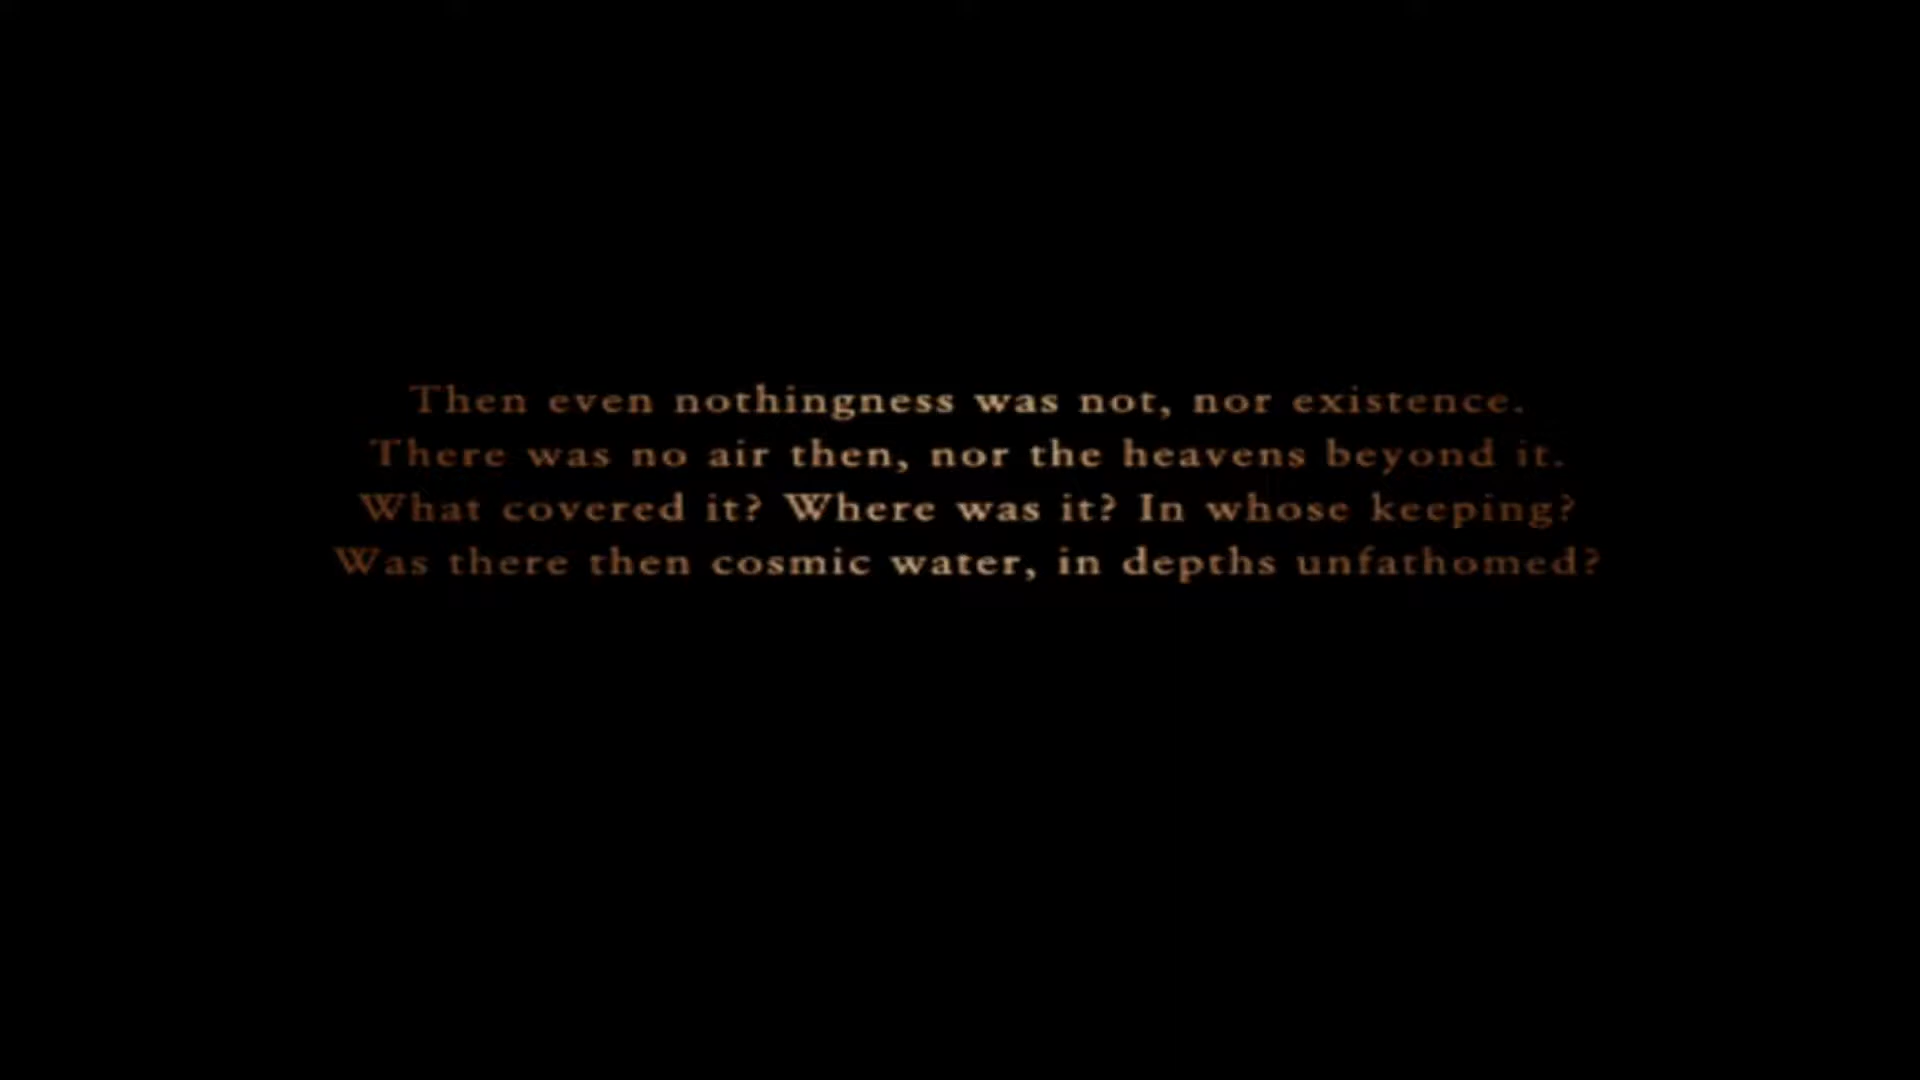 Then even nothingness was not, nor existence.
There was no air then, nor the heavens beyond it.
What covered it? Where was it? In whose keeping?
Was there then cosmic water, in depths unfathomed?